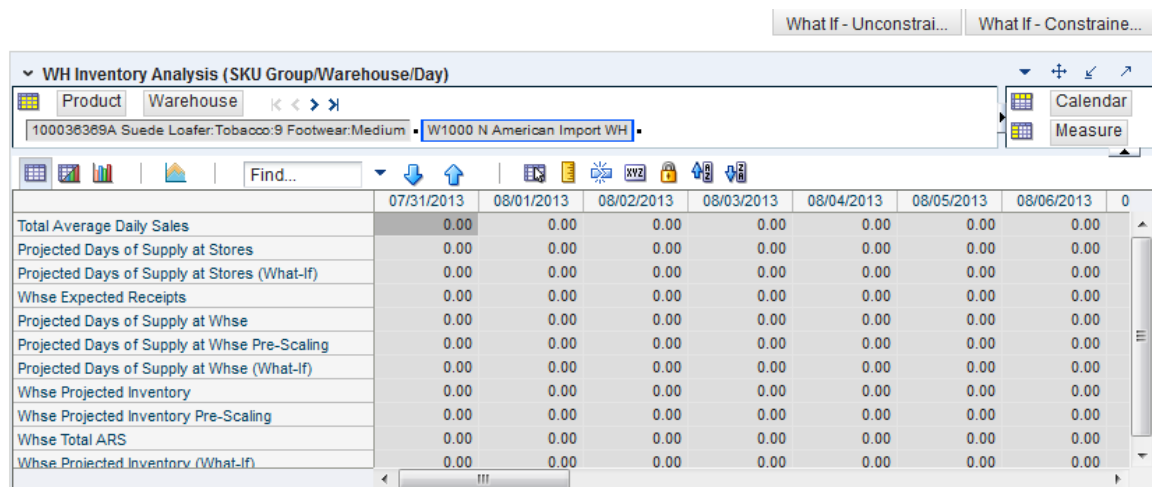 What If - Unconstrai... What If - Constraine...
WH Inventory Analysis (SKU Group/Warehouse/Day)
Product Warehouse Calendar
100036369A Suede Loafer:Tobacco:9 Footwear:Medium W1000 N American Import WH Measure
Find... XYZ
07/31/2013 08/01/2013 08/02/2013 08/03/2013 08/04/2013 08/05/2013 08/06/2013 0
Total Average Daily Sales 0.00 0.00 0.00 0.00 0.00 0.00 0.00
Projected Days of Supply at Stores 0.00 0.00 0.00 0.00 0.00 0.00 0.00
Projected Days of Supply at Stores (What-If) 0.00 0.00 0.00 0.00 0.00 0.00 0.00
Whse Expected Receipts 0.00 0.00 0.00 0.00 0.00 0.00 0.00
Projected Days of Supply at Whse 0.00 0.00 0.00 0.00 0.00 0.00 0.00
Projected Days of Supply at Whse Pre-Scaling 0.00 0.00 0.00 0.00 0.00 0.00 0.00
Projected Days of Supply at Whse (What-If) 0.00 0.00 0.00 0.00 0.00 0.00 0.00
Whse Projected Inventory 0.00 0.00 0.00 0.00 0.00 0.00 0.00
Whse Projected Inventory Pre-Scaling 0.00 0.00 0.00 0.00 0.00 0.00 0.00
Whse Total ARS 0.00 0.00 0.00 0.00 0.00 0.00 0.00
Whse Projected Inventory (What-If) 0.00 0.00 0.00 0.00 0.00 0.00 0.00